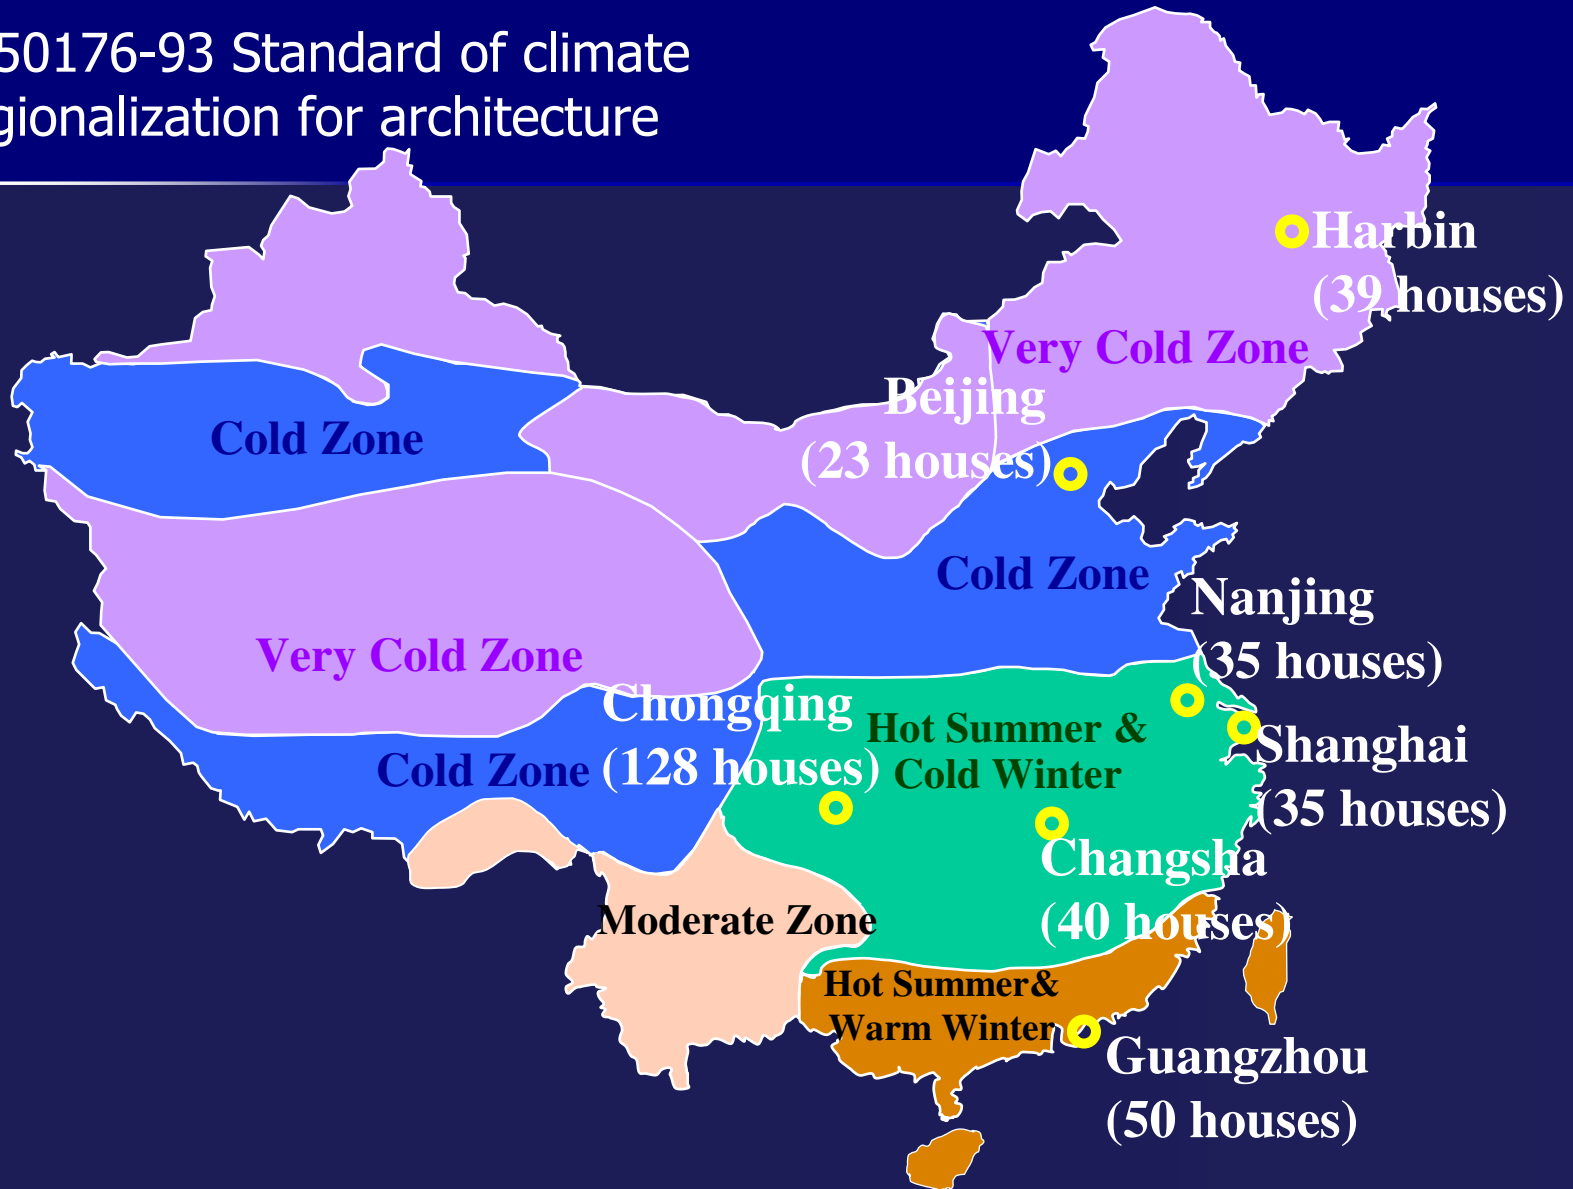 50176-93 Standard of climate
gionalization for architecture
Harbin
(39 houses)
Very Cold Zone
Beijing
(23 houses)
Cold Zone
Cold Zone
Nanjing
(35 houses)
Very Cold Zone
Chongqing
(128 houses)
Hot Summer &
Cold Winter
Shanghai
(35 houses)
Cold Zone
Changsha
(40 houses)
Moderate Zone
Hot Summer&
Warm Winter
Guangzhou
(50 houses)